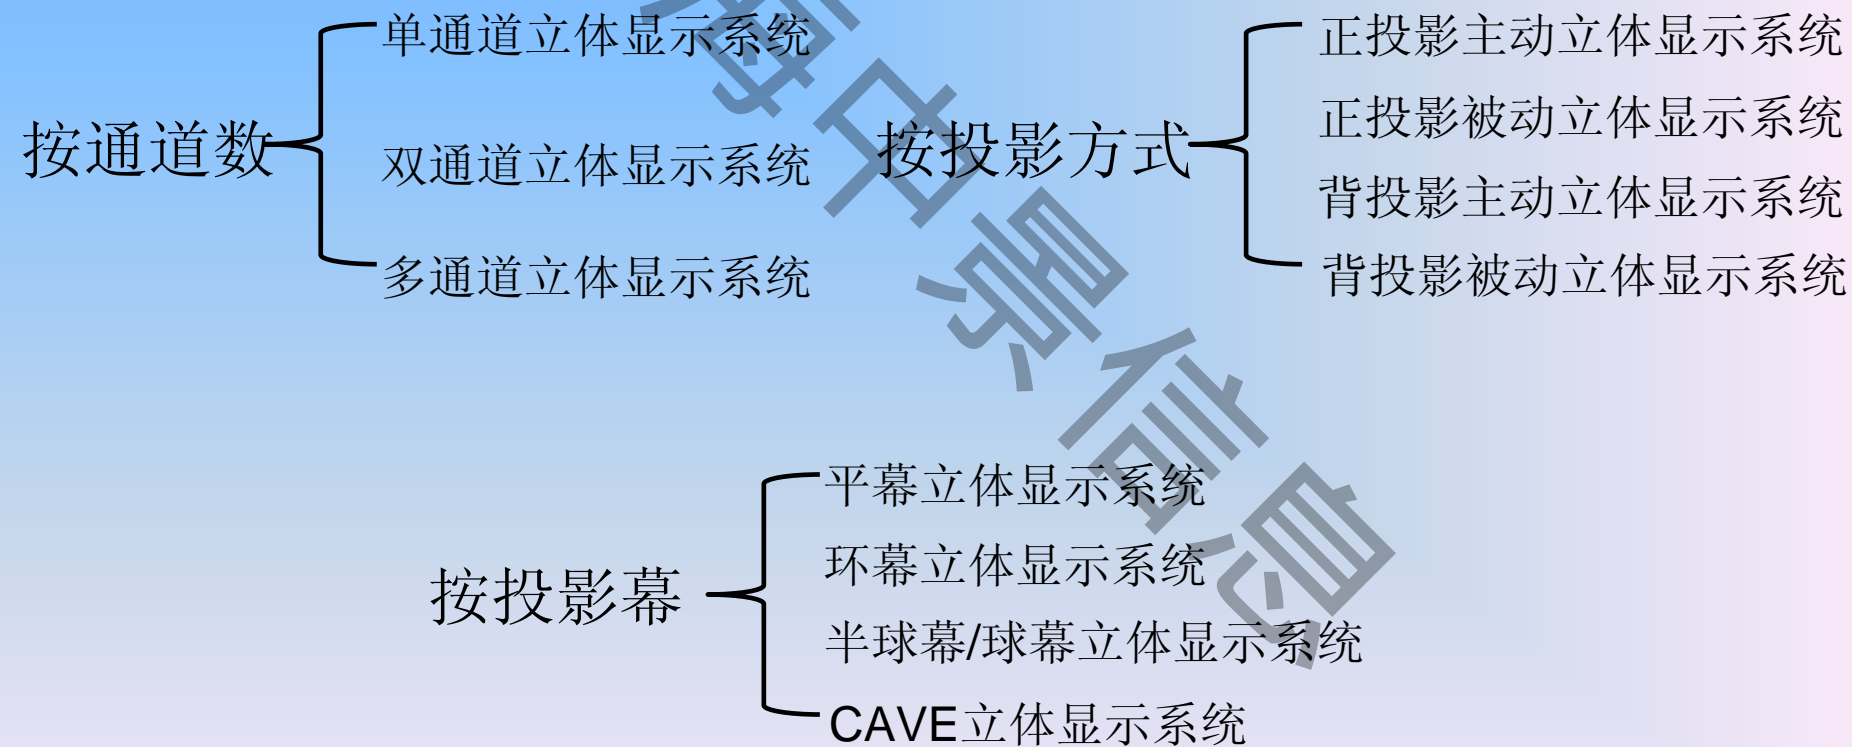 按通道数
单通道立体显示系统
双通道立体显示系统
多通道立体显示系统
按投影方式
正投影主动立体显示系统
正投影被动立体显示系统
背投影主动立体显示系统
背投影被动立体显示系统
按投影幕
平幕立体显示系统
环幕立体显示系统
半球幕/球幕立体显示系统
CAVE立体显示系统
海中景信息